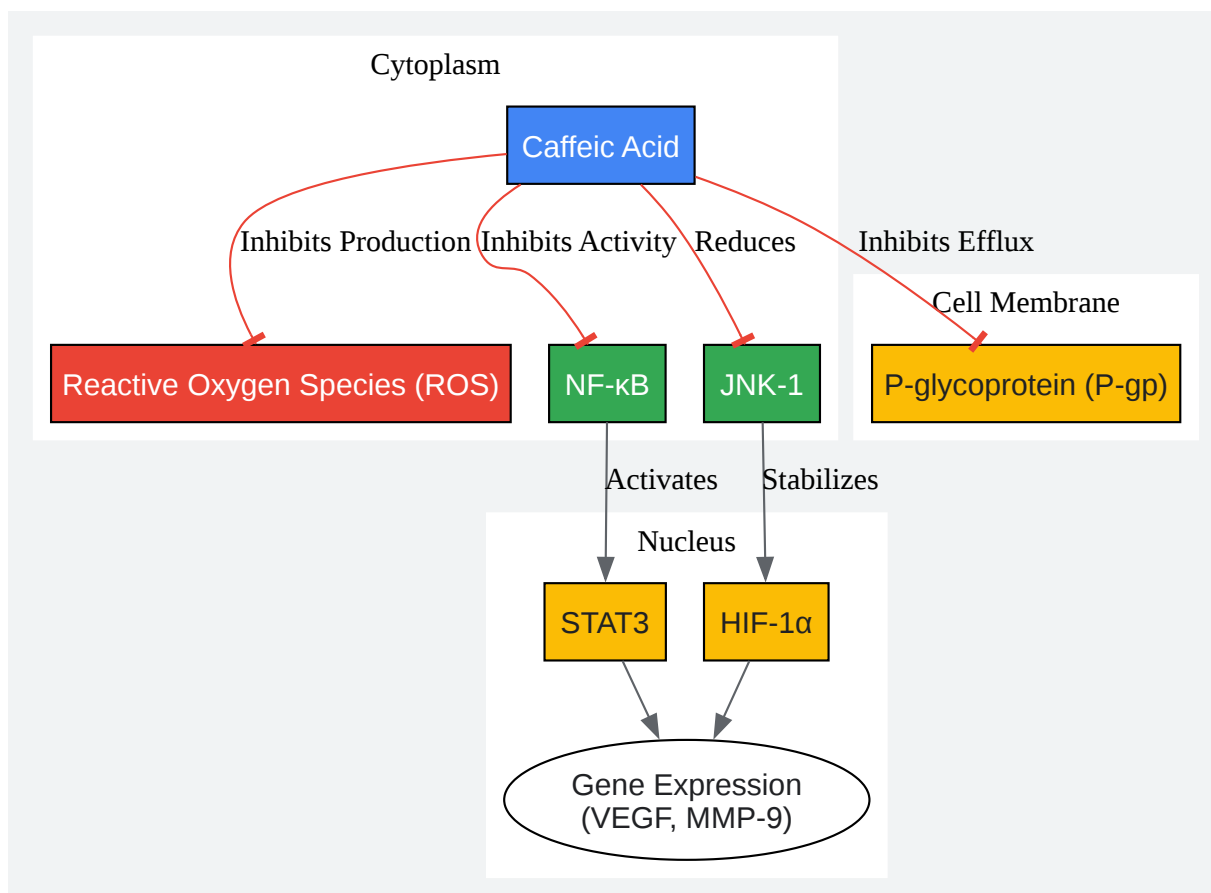 Cytoplasm
Caffeic Acid
Inhibits Production
Inhibits Activity
Reduces
Inhibits Efflux
Cell Membrane
Reactive Oxygen Species (ROS)
NF-κB
JNK-1
P-glycoprotein (P-gp)
Activates
Stabilizes
Nucleus
STAT3
HIF-1α
Gene Expression
(VEGF, MMP-9)